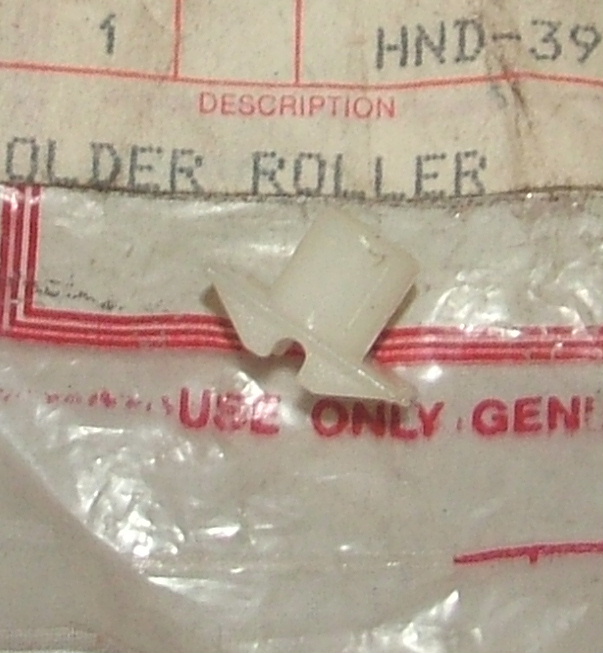 1 HND-39
DESCRIPTION
OLDER ROLLER
USE ONLY GEN